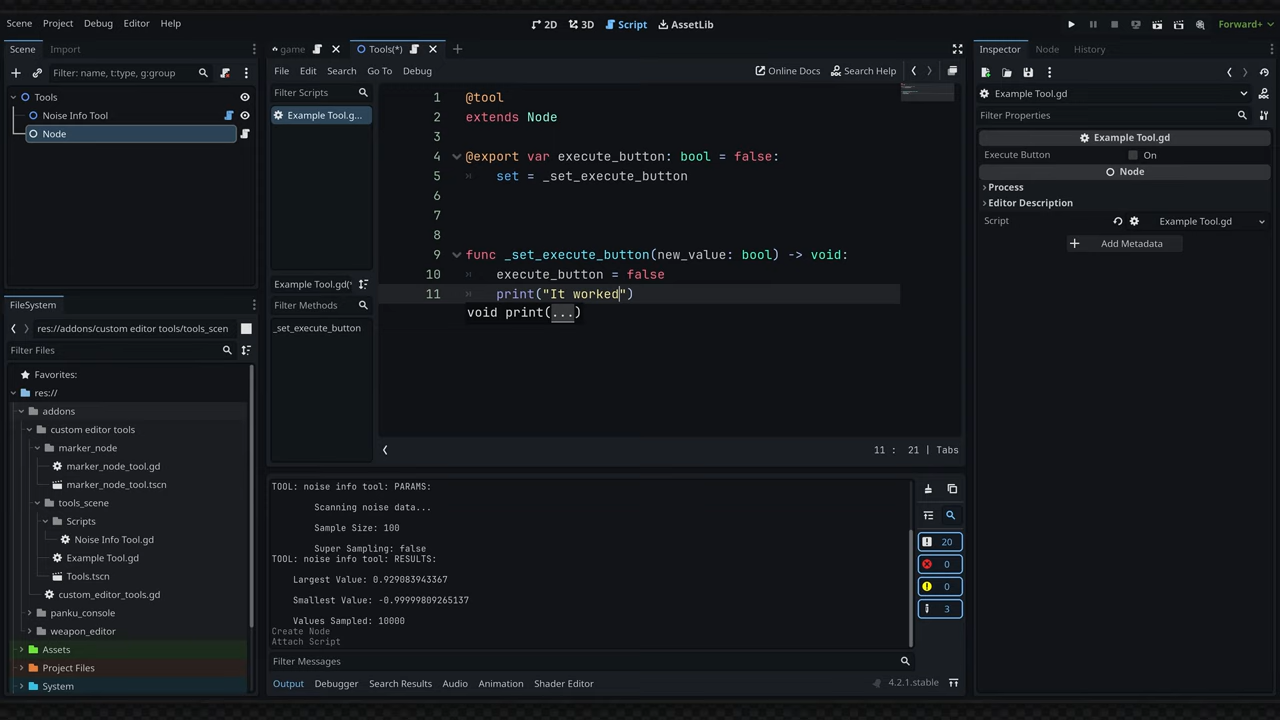 Scene Project Debug Editor Help
2D 3D Script AssetLib
Forward+
Scene Import
Filter: name, t:type, g:group
Tools
Noise Info Tool
Node
FileSystem
res://addons/custom editor tools/tools_scen
Filter Files
Favorites:
res://
addons
custom editor tools
marker_node
marker_node_tool.gd
marker_node_tool.tscn
tools_scene
Scripts
Noise Info Tool.gd
Example Tool.gd
Tools.tscn
custom_editor_tools.gd
panku_console
weapon_editor
Assets
Project Files
System
game Tools(*)
File Edit Search Go To Debug
Online Docs Search Help
Filter Scripts
Example Tool.g...
Example Tool.gd(*
Filter Methods
_set_execute_button
1 @tool
2 extends Node
3
4 @export var execute_button: bool = false:
5 set = _set_execute_button
6
7
8
9 func _set_execute_button(new_value: bool) -> void:
10 execute_button = false
11 print("It worked")
void print(...)
11 : 21 | Tabs
TOOL: noise info tool: PARAMS:
Scanning noise data...
Sample Size: 100
Super Sampling: false
TOOL: noise info tool: RESULTS:
Largest Value: 0.929083943367
Smallest Value: -0.99999809265137
Values Sampled: 10000
Create Node
Attach Script
Filter Messages
20
0
0
3
Output Debugger Search Results Audio Animation Shader Editor
4.2.1.stable
Inspector Node History
Example Tool.gd
Filter Properties
Example Tool.gd
Execute Button On
Node
Process
Editor Description
Script Example Tool.gd
Add Metadata